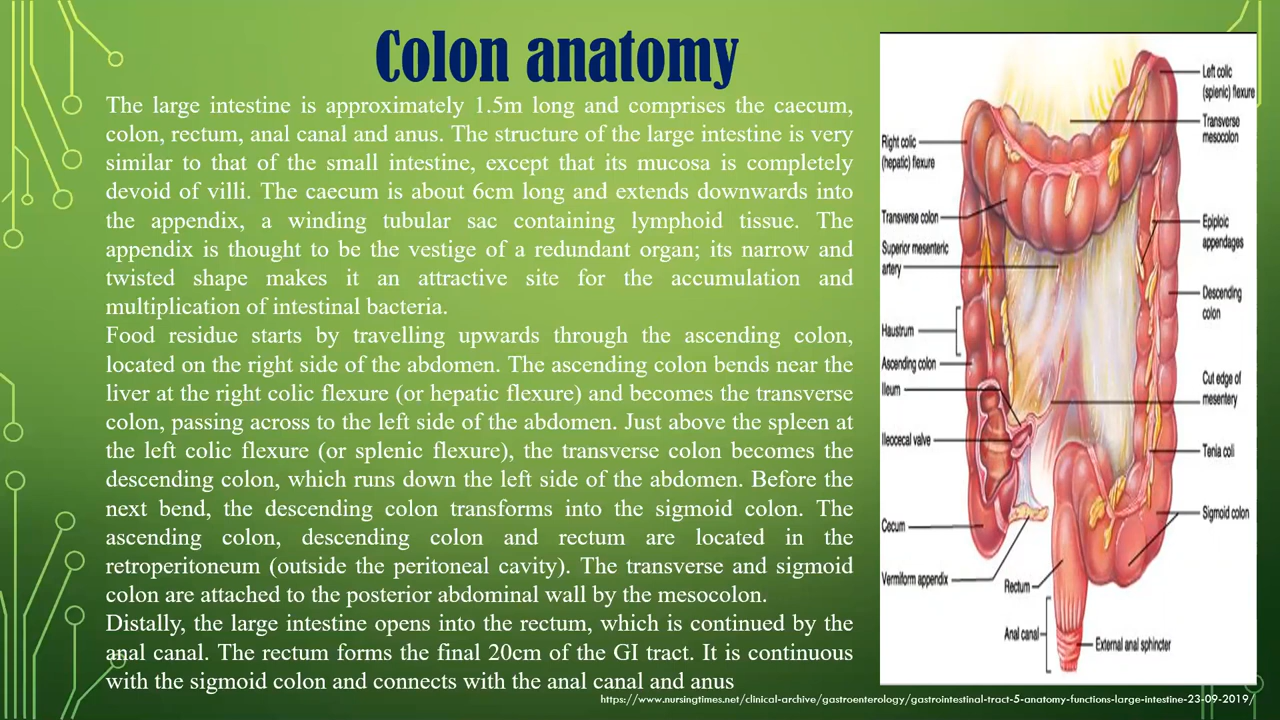 Colon anatomy
The large intestine is approximately 1.5m long and comprises the caecum,
colon, rectum, anal canal and anus. The structure of the large intestine is very
similar to that of the small intestine, except that its mucosa is completely
devoid of villi. The caecum is about 6cm long and extends downwards into
the appendix, a winding tubular sac containing lymphoid tissue. The
appendix is thought to be the vestige of a redundant organ; its narrow and
twisted shape makes it an attractive site for the accumulation and
multiplication of intestinal bacteria.
Food residue starts by travelling upwards through the ascending colon,
located on the right side of the abdomen. The ascending colon bends near the
liver at the right colic flexure (or hepatic flexure) and becomes the transverse
colon, passing across to the left side of the abdomen. Just above the spleen at
the left colic flexure (or splenic flexure), the transverse colon becomes the
descending colon, which runs down the left side of the abdomen. Before the
next bend, the descending colon transforms into the sigmoid colon. The
ascending colon, descending colon and rectum are located in the
retroperitoneum (outside the peritoneal cavity). The transverse and sigmoid
colon are attached to the posterior abdominal wall by the mesocolon.
Distally, the large intestine opens into the rectum, which is continued by the
anal canal. The rectum forms the final 20cm of the GI tract. It is continuous
with the sigmoid colon and connects with the anal canal and anus
Right colic
(hepatic) flexure
Transverse colon
Superior mesenteric
artery
Haustrum
Ascending colon
Ileum
Ileocecal valve
Cecum
Vermiform appendix
Rectum
Anal canal
Left colic
(splenic) flexure
Transverse
mesocolon
Epiploic
appendages
Descending
colon
Cut edge of
mesentery
Tenia coli
Sigmoid colon
External anal sphincter
https://www.nursingtimes.net/clinical-archive/gastroenterology/gastrointestinal-tract-5-anatomy-functions-large-intestine-23-09-2019/